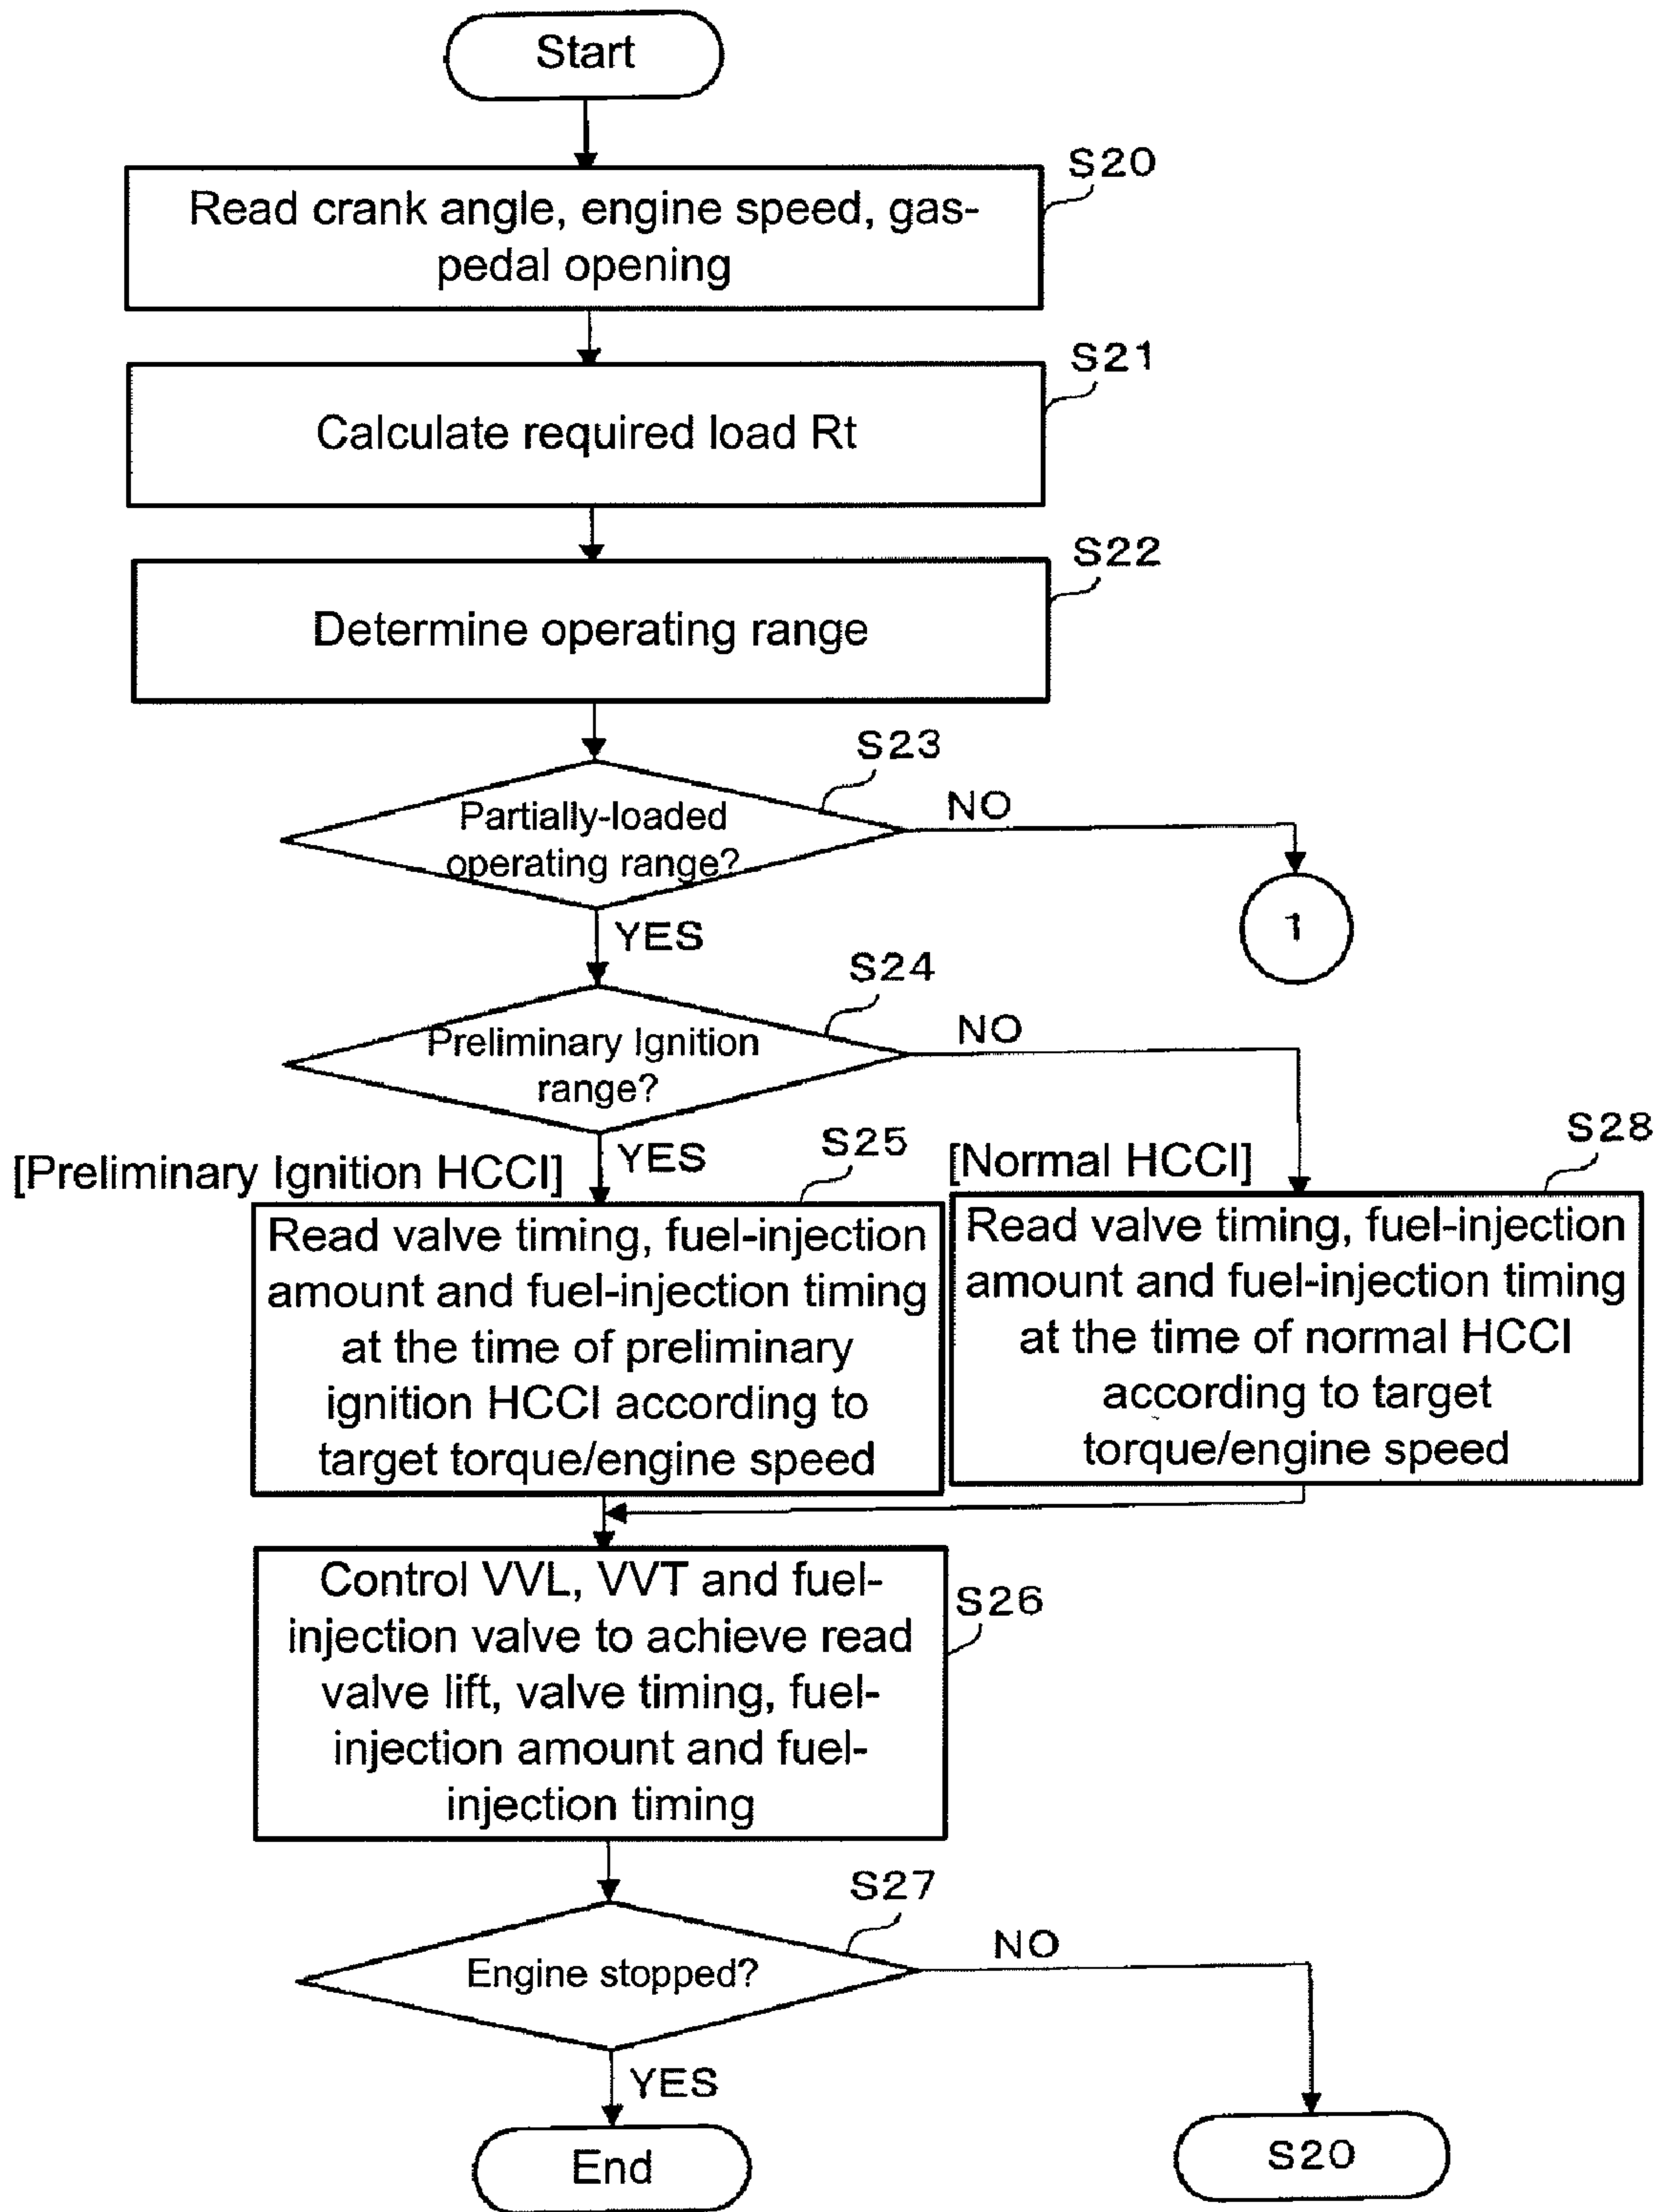 Start
S20
Read crank angle, engine speed, gas-
pedal opening
S21
Calculate required load Rt
S22
Determine operating range
S23
Partially-loaded
operating range?
NO
1
YES
S24
Preliminary Ignition
range?
NO
YES
[Preliminary Ignition HCCI]
S25
Read valve timing, fuel-injection
amount and fuel-injection timing
at the time of preliminary
ignition HCCI according to
target torque/engine speed
[Normal HCCI]
S28
Read valve timing, fuel-injection
amount and fuel-injection timing
at the time of normal HCCI
according to target
torque/engine speed
Control VVL, VVT and fuel-
injection valve to achieve read
valve lift, valve timing, fuel-
injection amount and fuel-
injection timing
S26
S27
Engine stopped?
NO
YES
End
S20